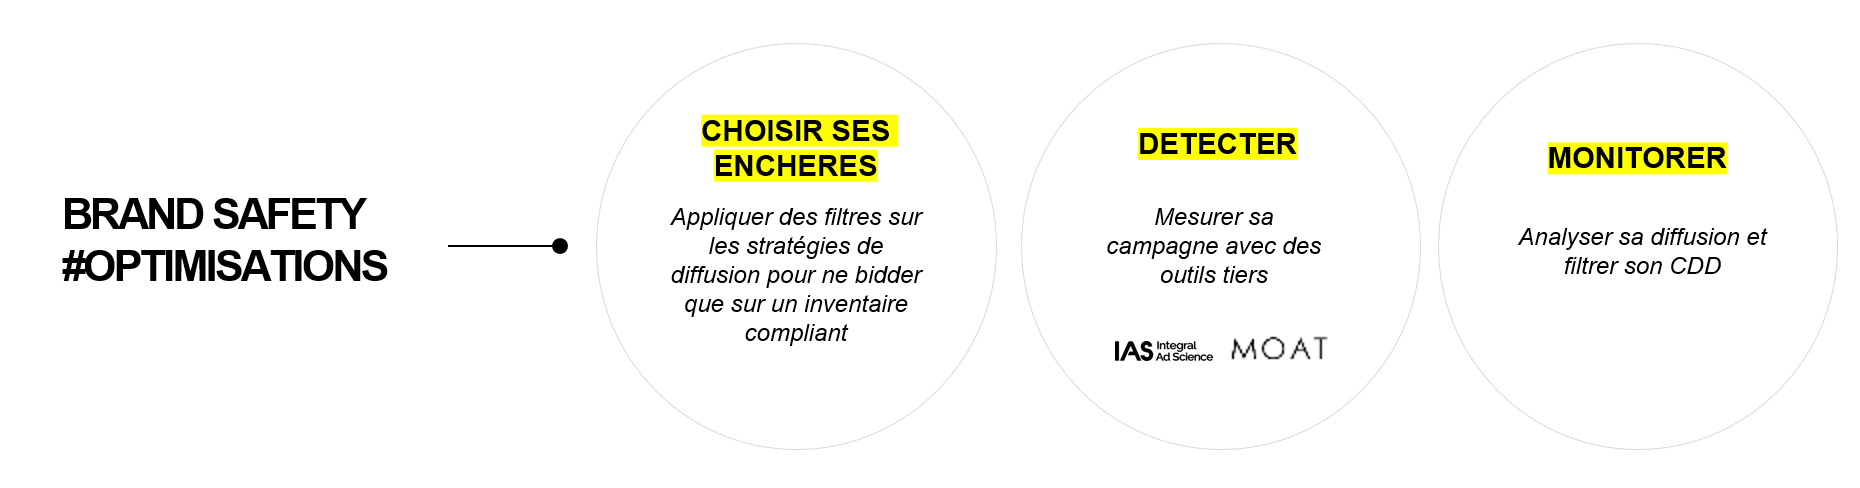 BRAND SAFETY
#OPTIMISATIONS
CHOISIR SES
ENCHERES
Appliquer des filtres sur
les stratégies de
diffusion pour ne bidder
que sur un inventaire
compliant
DETECTER
Mesurer sa
campagne avec des
outils tiers
IAS Integral
Ad Science
MOAT
MONITORER
Analyser sa diffusion et
filtrer son CDD